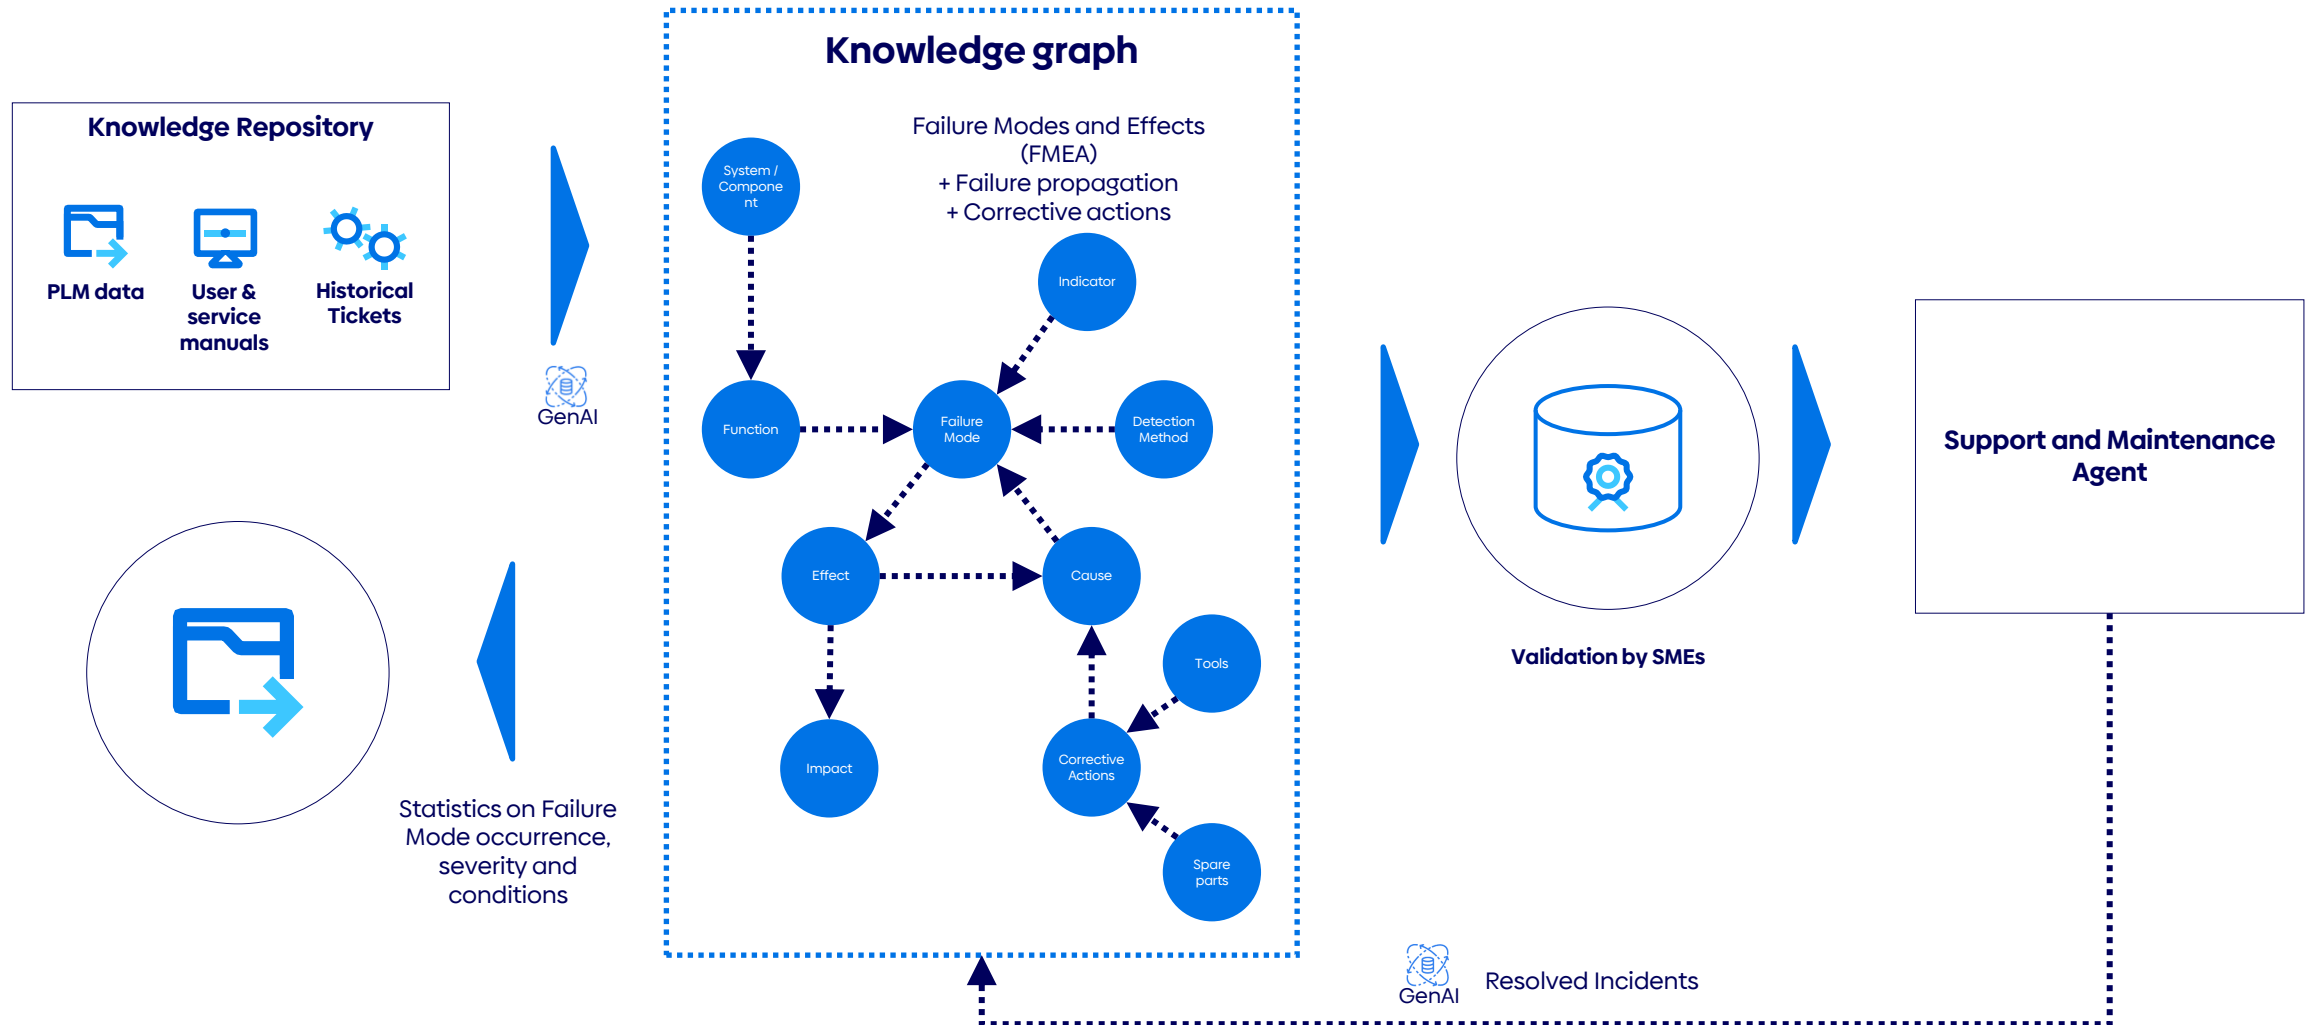 Knowledge graph
Knowledge Repository
PLM data
User &
service
manuals
Historical
Tickets
GenAI
Failure Modes and Effects
(FMEA)
+ Failure propagation
+ Corrective actions
System /
Compone
nt
Indicator
Function
Failure
Mode
Detection
Method
Effect
Cause
Tools
Impact
Corrective
Actions
Spare
parts
Statistics on Failure
Mode occurrence,
severity and
conditions
Validation by SMEs
Support and Maintenance
Agent
GenAI
Resolved Incidents